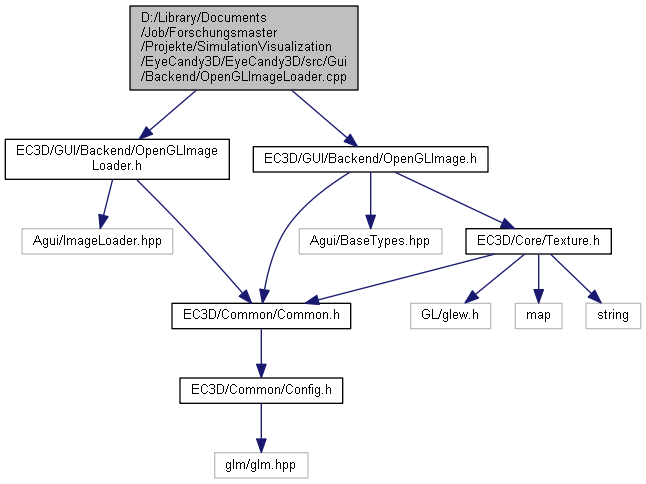 D:/Library/Documents
/Job/Forschungsmaster
/Projekte/SimulationVisualization
/EyeCandy3D/EyeCandy3D/src/Gui
/Backend/OpenGLImageLoader.cpp
EC3D/GUI/Backend/OpenGLImage
Loader.h
EC3D/GUI/Backend/OpenGLImage.h
Agui/ImageLoader.hpp
Agui/BaseTypes.hpp
EC3D/Core/Texture.h
EC3D/Common/Common.h
GL/glew.h
map
string
EC3D/Common/Config.h
glm/glm.hpp